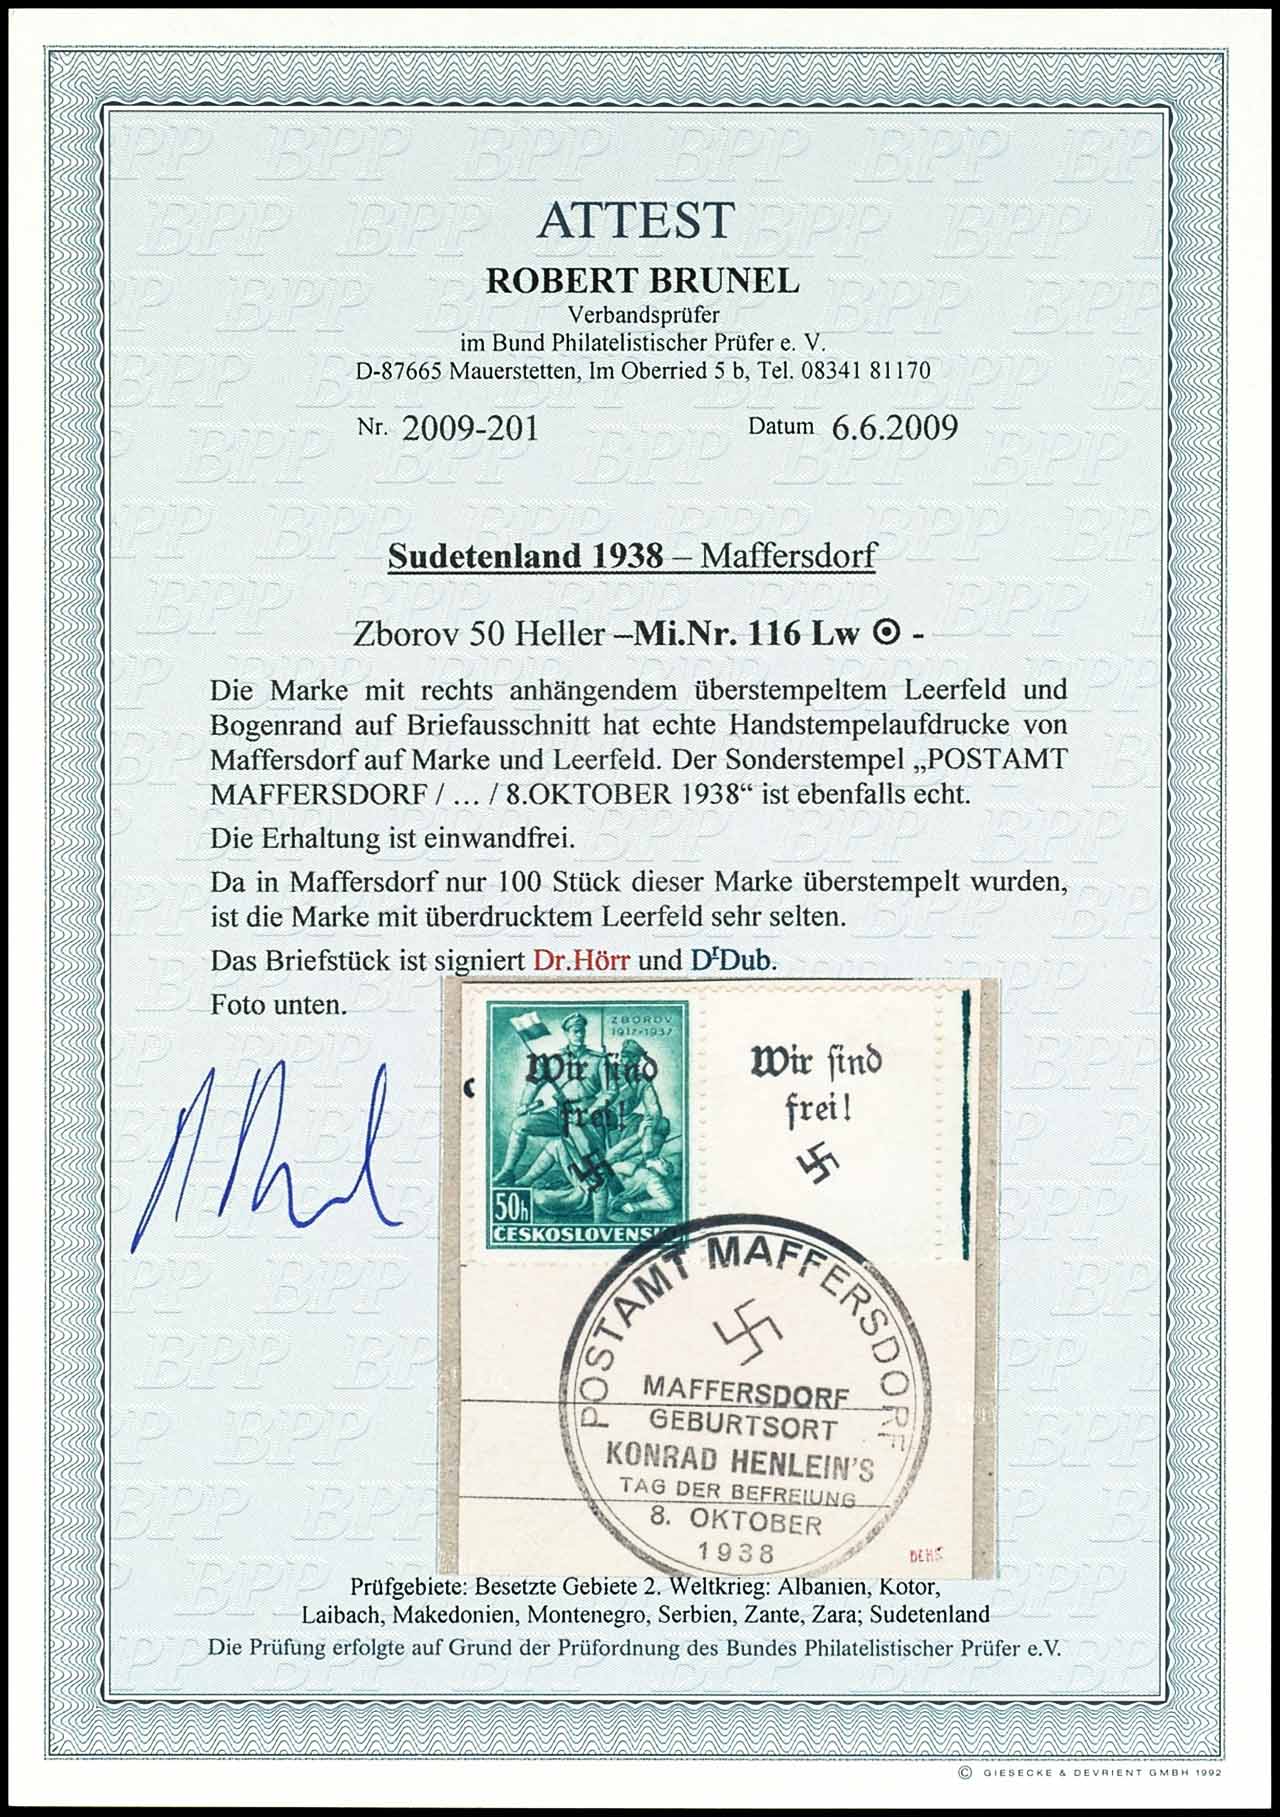 ATTEST
ROBERT BRUNEL
Verbandsprüfer
im Bund Philatelistischer Prüfer e. V.
D-87665 Mauerstetten, Im Oberried 5 b, Tel. 08341 81170
Nr. 2009-201 Datum 6.6.2009
Sudetenland 1938 – Maffersdorf
Zborov 50 Heller –Mi.Nr. 116 Lw ⊙ -
Die Marke mit rechts anhängendem überstempeltem Leerfeld und
Bogenrand auf Briefausschnitt hat echte Handstempelaufdrucke von
Maffersdorf auf Marke und Leerfeld. Der Sonderstempel „POSTAMT
MAFFERSDORF / ... / 8.OKTOBER 1938“ ist ebenfalls echt.
Die Erhaltung ist einwandfrei.
Da in Maffersdorf nur 100 Stück dieser Marke überstempelt wurden,
ist die Marke mit überdrucktem Leerfeld sehr selten.
Das Briefstück ist signiert Dr.Hörr und DrDub.
Foto unten.
ZBOROV
1917-1937
Wir sind
frei!
50h
CESKOSLOVENSK
Wir sind
frei!
POSTAMT MAFFERSDORF
MAFFERSDORF
GEBURTSORT
KONRAD HENLEIN'S
TAG DER BEFREIUNG
8. OKTOBER
1938
Prüfgebiete: Besetzte Gebiete 2. Weltkrieg: Albanien, Kotor,
Laibach, Makedonien, Montenegro, Serbien, Zante, Zara; Sudetenland
Die Prüfung erfolgte auf Grund der Prüfordnung des Bundes Philatelistischer Prüfer e.V.
© GIESECKE & DEVRIENT GMBH 1992